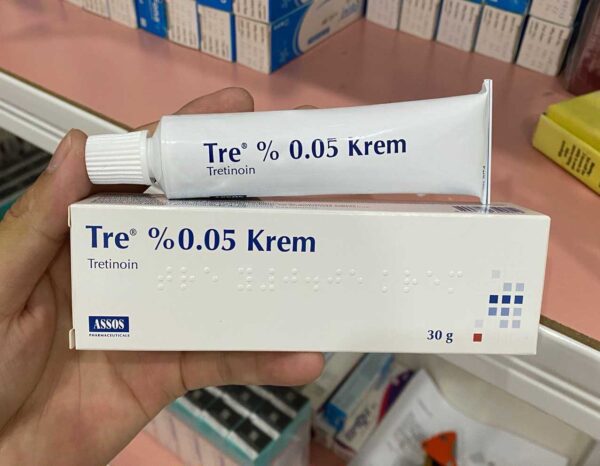 Tre® % 0.05 Krem
Tretinoin
Tre® %0.05 Krem
Tretinoin
ASSOS
PHARMACEUTICALS
30 g